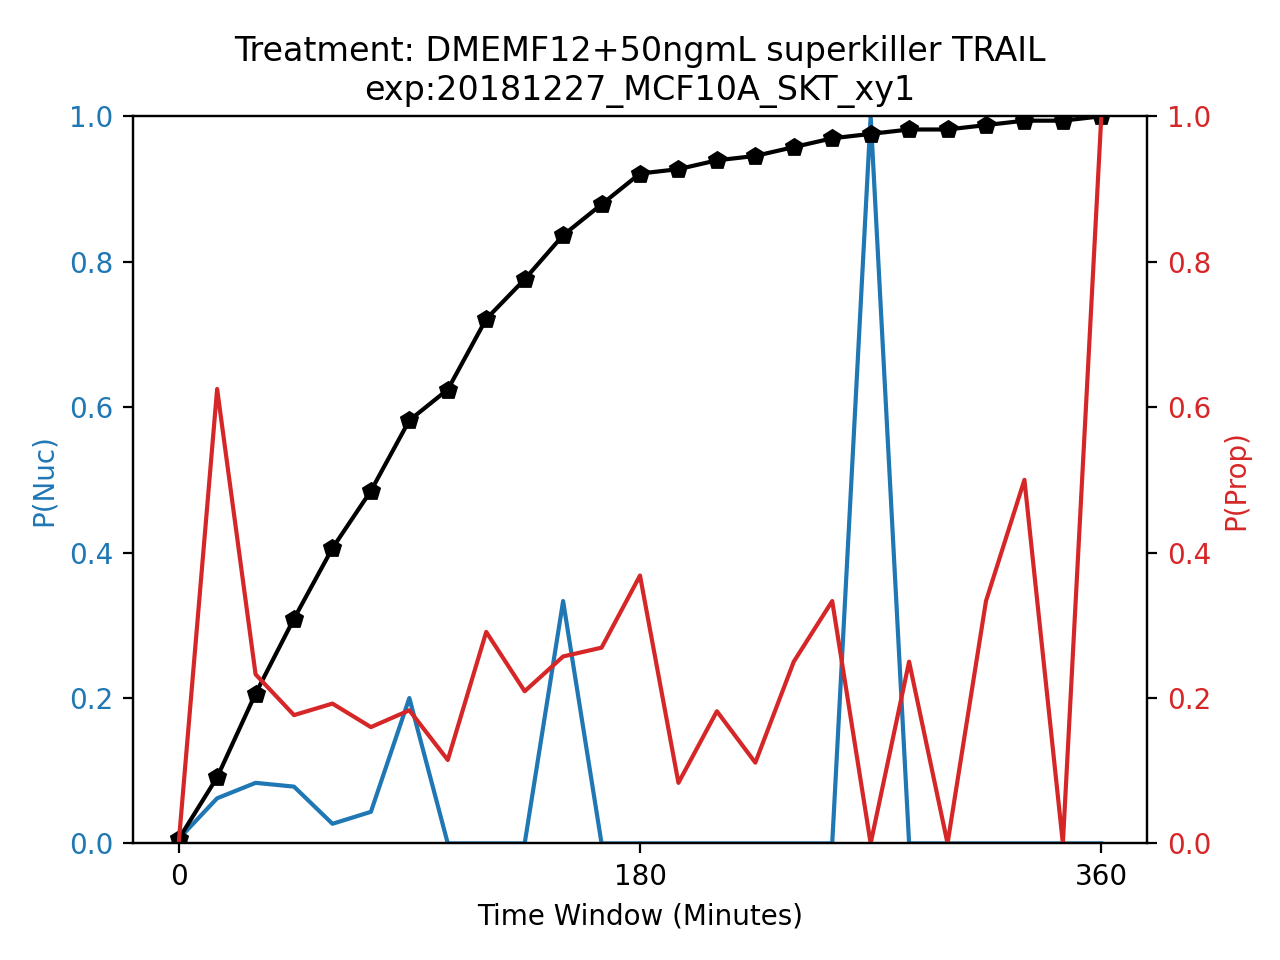 Treatment: DMEMF12+50ngmL superkiller TRAIL
exp:20181227_MCF10A_SKT_xy1
1.0
0.8
0.6
0.4
0.2
0.0
P(Nuc)
1.0
0.8
0.6
0.4
0.2
0.0
P(Prop)
0 180 360
Time Window (Minutes)